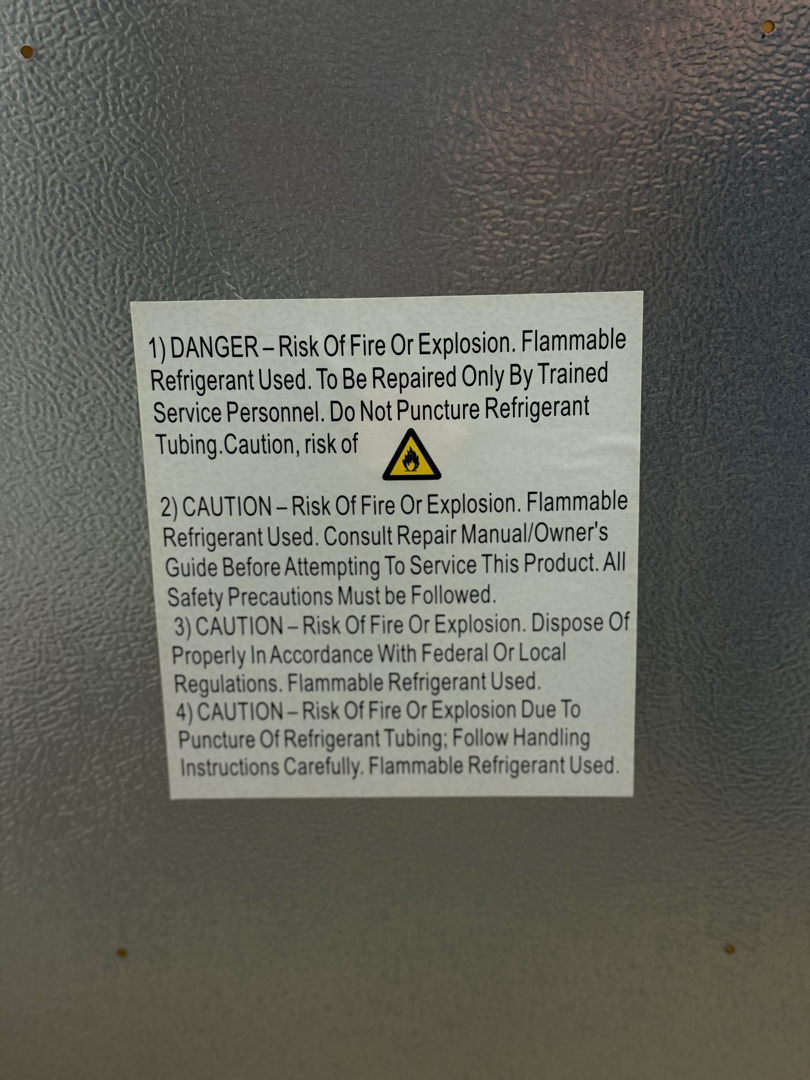 1) DANGER – Risk Of Fire Or Explosion. Flammable
Refrigerant Used. To Be Repaired Only By Trained
Service Personnel. Do Not Puncture Refrigerant
Tubing.Caution, risk of
2) CAUTION – Risk Of Fire Or Explosion. Flammable
Refrigerant Used. Consult Repair Manual/Owner's
Guide Before Attempting To Service This Product. All
Safety Precautions Must be Followed.
3) CAUTION – Risk Of Fire Or Explosion. Dispose Of
Properly In Accordance With Federal Or Local
Regulations. Flammable Refrigerant Used.
4) CAUTION – Risk Of Fire Or Explosion Due To
Puncture Of Refrigerant Tubing; Follow Handling
Instructions Carefully. Flammable Refrigerant Used.